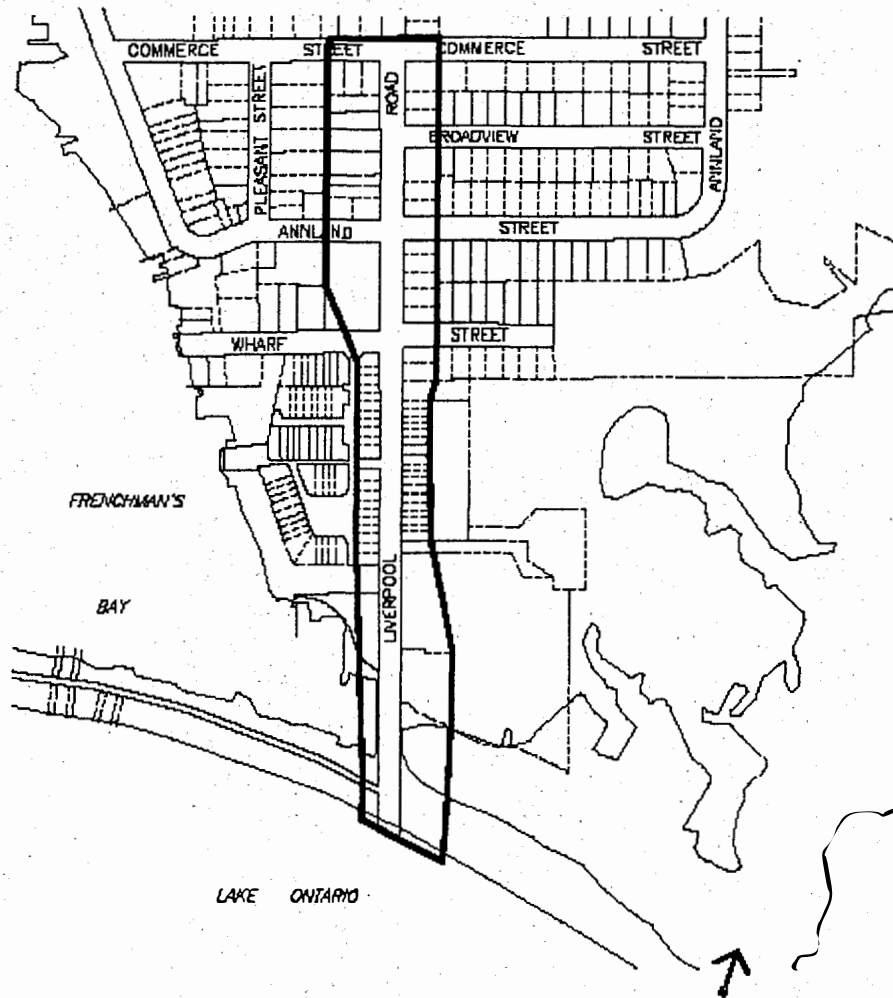 COMMERCE STREET COMMERCE STREET
ROAD
PLEASANT STREET
BROADVIEW STREET
ANNLAND
ANNLAND STREET
WHARF STREET
FRENCHMAN'S
LIVERPOOL
BAY
LAKE ONTARIO